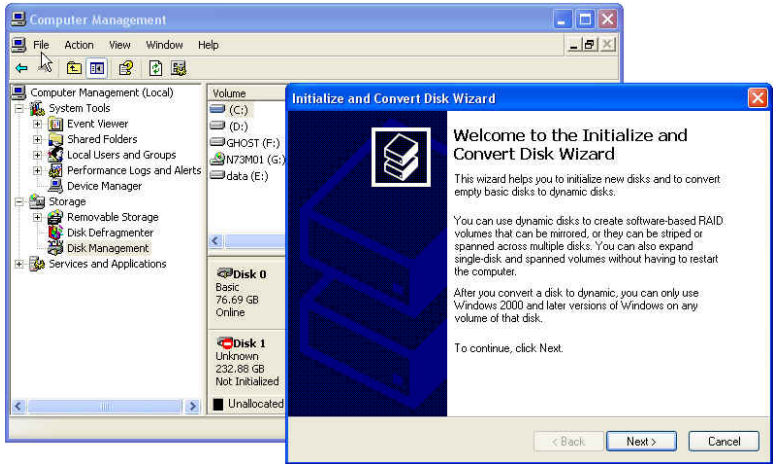 Computer Management
File Action View Window Help
Computer Management (Local)
System Tools
Event Viewer
Shared Folders
Local Users and Groups
Performance Logs and Alerts
Device Manager
Storage
Removable Storage
Disk Defragmenter
Disk Management
Services and Applications
Volume
(C:)
(D:)
GHOST (F:)
N73M01 (G:)
data (E:)
Disk 0
Basic
76.69 GB
Online
Disk 1
Unknown
232.88 GB
Not Initialized
Unallocated
Initialize and Convert Disk Wizard
Welcome to the Initialize and
Convert Disk Wizard
This wizard helps you to initialize new disks and to convert
empty basic disks to dynamic disks.
You can use dynamic disks to create software-based RAID
volumes that can be mirrored, or they can be striped or
spanned across multiple disks. You can also expand
single-disk and spanned volumes without having to restart
the computer.
After you convert a disk to dynamic, you can only use
Windows 2000 and later versions of Windows on any
volume of that disk.
To continue, click Next.
< Back Next > Cancel